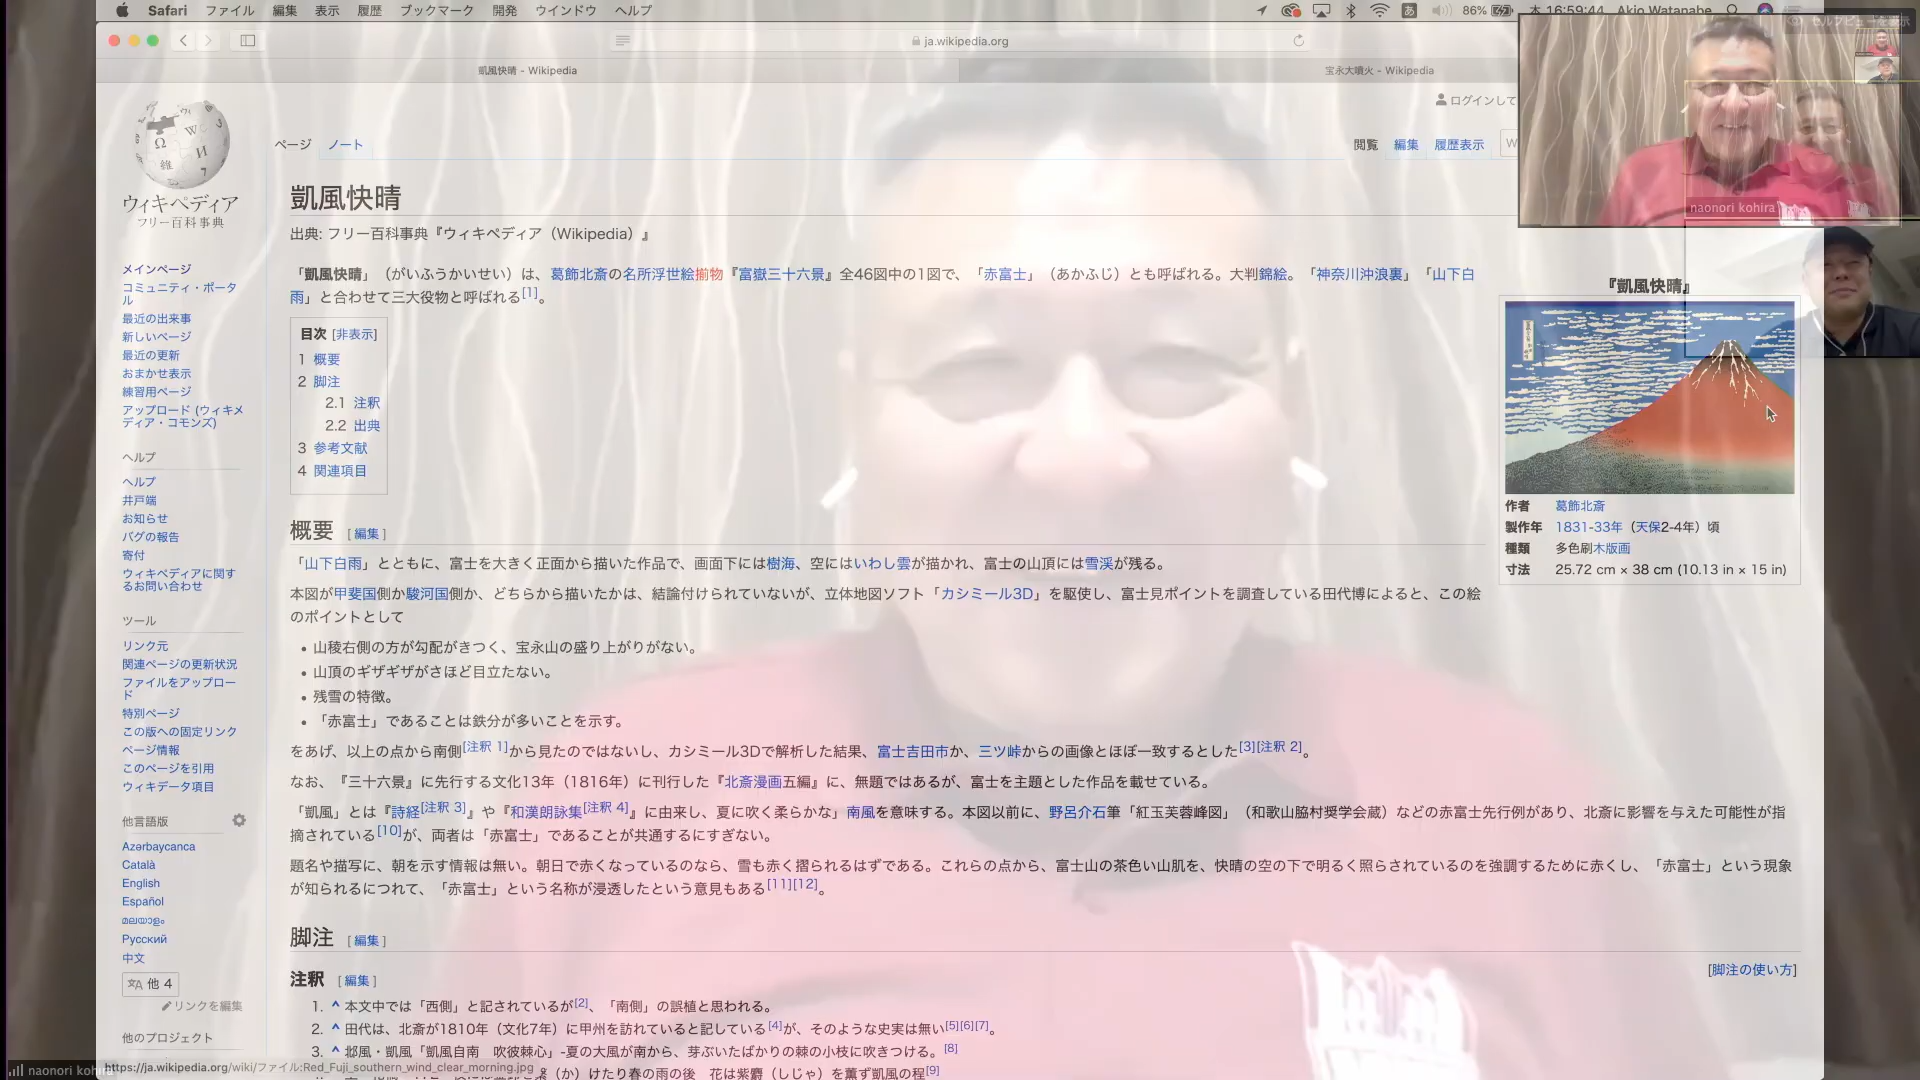 Safari ファイル 編集 表示 履歴 ブックマーク 開発 ウインドウ ヘルプ
86% 木 16:59:44 Akio Watanabe
セルフビューを表示
ja.wikipedia.org
凱風快晴 - Wikipedia
宝永大噴火 - Wikipedia
ログインして
ページ ノート
閲覧 編集 履歴表示
naonori kohira
ウィキペディア
フリー百科事典
凱風快晴
出典: フリー百科事典『ウィキペディア（Wikipedia）』
「凱風快晴」（がいふうかいせい）は、葛飾北斎の名所浮世絵揃物『富嶽三十六景』全46図中の1図で、「赤富士」（あかふじ）とも呼ばれる。大判錦絵。「神奈川沖浪裏」「山下白
雨」と合わせて三大役物と呼ばれる[1]。
目次 [非表示]
1 概要
2 脚注
2.1 注釈
2.2 出典
3 参考文献
4 関連項目
『凱風快晴』
作者 葛飾北斎
製作年 1831-33年（天保2-4年）頃
種類 多色刷木版画
寸法 25.72 cm × 38 cm (10.13 in × 15 in)
メインページ
コミュニティ・ポータ
ル
最近の出来事
新しいページ
最近の更新
おまかせ表示
練習用ページ
アップロード (ウィキメ
ディア・コモンズ)
ヘルプ
ヘルプ
井戸端
お知らせ
バグの報告
寄付
ウィキペディアに関す
るお問い合わせ
ツール
リンク元
関連ページの更新状況
ファイルをアップロー
ド
特別ページ
この版への固定リンク
ページ情報
このページを引用
ウィキデータ項目
他言語版
Azərbaycanca
Català
English
Español
മലയാളം
Русский
中文
他 4
リンクを編集
他のプロジェクト
概要 [ 編集 ]
「山下白雨」とともに、富士を大きく正面から描いた作品で、画面下には樹海、空にはいわし雲が描かれ、富士の山頂には雪渓が残る。
本図が甲斐国側か駿河国側か、どちらから描いたかは、結論付けられていないが、立体地図ソフト「カシミール3D」を駆使し、富士見ポイントを調査している田代博によると、この絵
のポイントとして
• 山稜右側の方が勾配がきつく、宝永山の盛り上がりがない。
• 山頂のギザギザがさほど目立たない。
• 残雪の特徴。
• 「赤富士」であることは鉄分が多いことを示す。
をあげ、以上の点から南側[注釈 1]から見たのではないし、カシミール3Dで解析した結果、富士吉田市か、三ツ峠からの画像とほぼ一致するとした[3][注釈 2]。
なお、『三十六景』に先行する文化13年（1816年）に刊行した『北斎漫画五編』に、無題ではあるが、富士を主題とした作品を載せている。
「凱風」とは『詩経[注釈 3]』や『和漢朗詠集[注釈 4]』に由来し、夏に吹く柔らかな」南風を意味する。本図以前に、野呂介石筆「紅玉芙蓉峰図」（和歌山脇村奨学会蔵）などの赤富士先行例があり、北斎に影響を与えた可能性が指
摘されている[10]が、両者は「赤富士」であることが共通するにすぎない。
題名や描写に、朝を示す情報は無い。朝日で赤くなっているのなら、雪も赤く摺られるはずである。これらの点から、富士山の茶色い山肌を、快晴の空の下で明るく照らされているのを強調するために赤くし、「赤富士」という現象
が知られるにつれて、「赤富士」という名称が浸透したという意見もある[11][12]。
脚注 [ 編集 ]
[脚注の使い方]
注釈 [ 編集 ]
1. ^ 本文中では「西側」と記されているが[2]、「南側」の誤植と思われる。
2. ^ 田代は、北斎が1810年（文化7年）に甲州を訪れていると記している[4]が、そのような史実は無い[5][6][7]。
3. ^ 邶風・凱風「凱風自南 吹彼棘心」-夏の大風が南から、芽ぶいたばかりの棘の小枝に吹きつける。[8]
（か）けたり春の雨の後 花は紫麝（しじゃ）を薫ず凱風の程[9]
naonori kohira
https://ja.wikipedia.org/wiki/ファイル:Red_Fuji_southern_wind_clear_morning.jpg